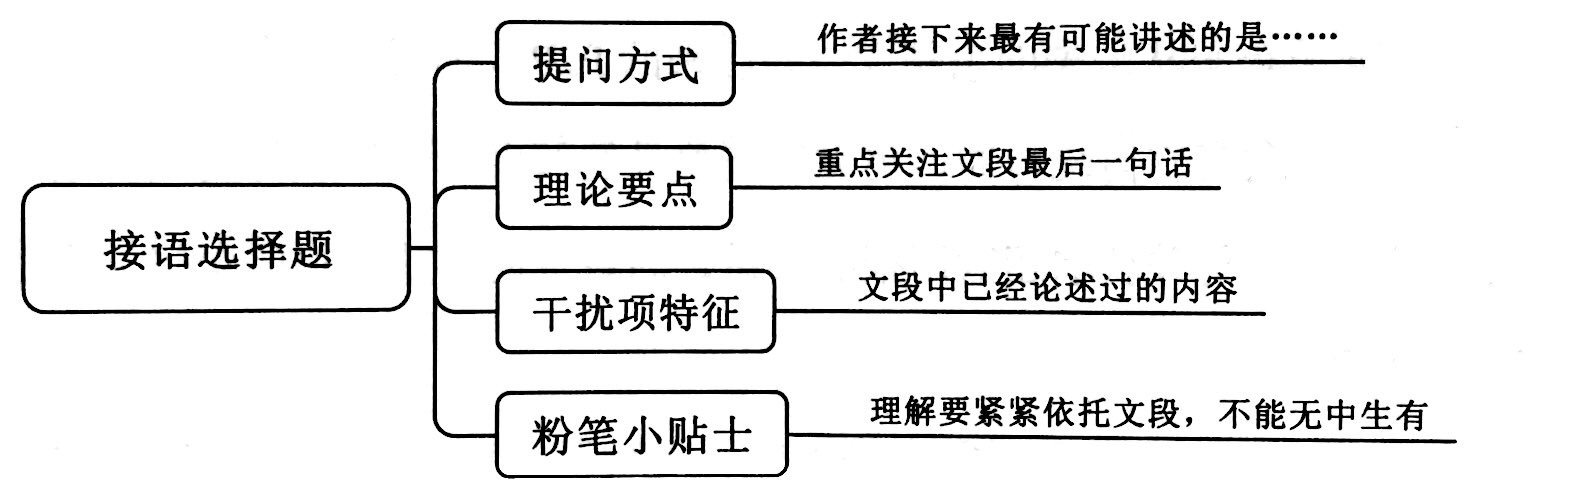 接语选择题
提问方式
作者接下来最有可能讲述的是……
理论要点
重点关注文段最后一句话
干扰项特征
文段中已经论述过的内容
粉笔小贴士
理解要紧紧依托文段，不能无中生有